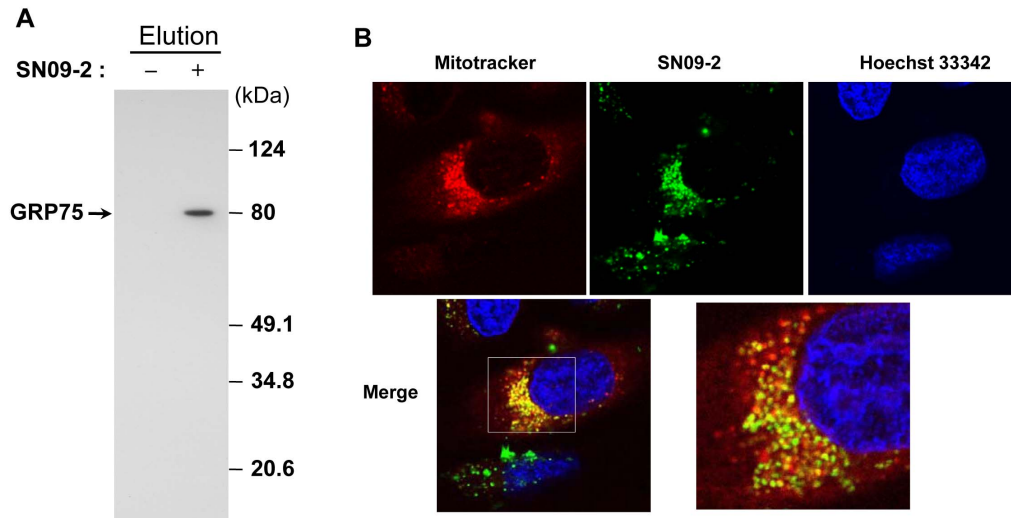 A
Elution
SN09-2 : – +
(kDa)
– 124
GRP75 → – 80
– 49.1
– 34.8
– 20.6
B
Mitotracker SN09-2 Hoechst 33342
Merge